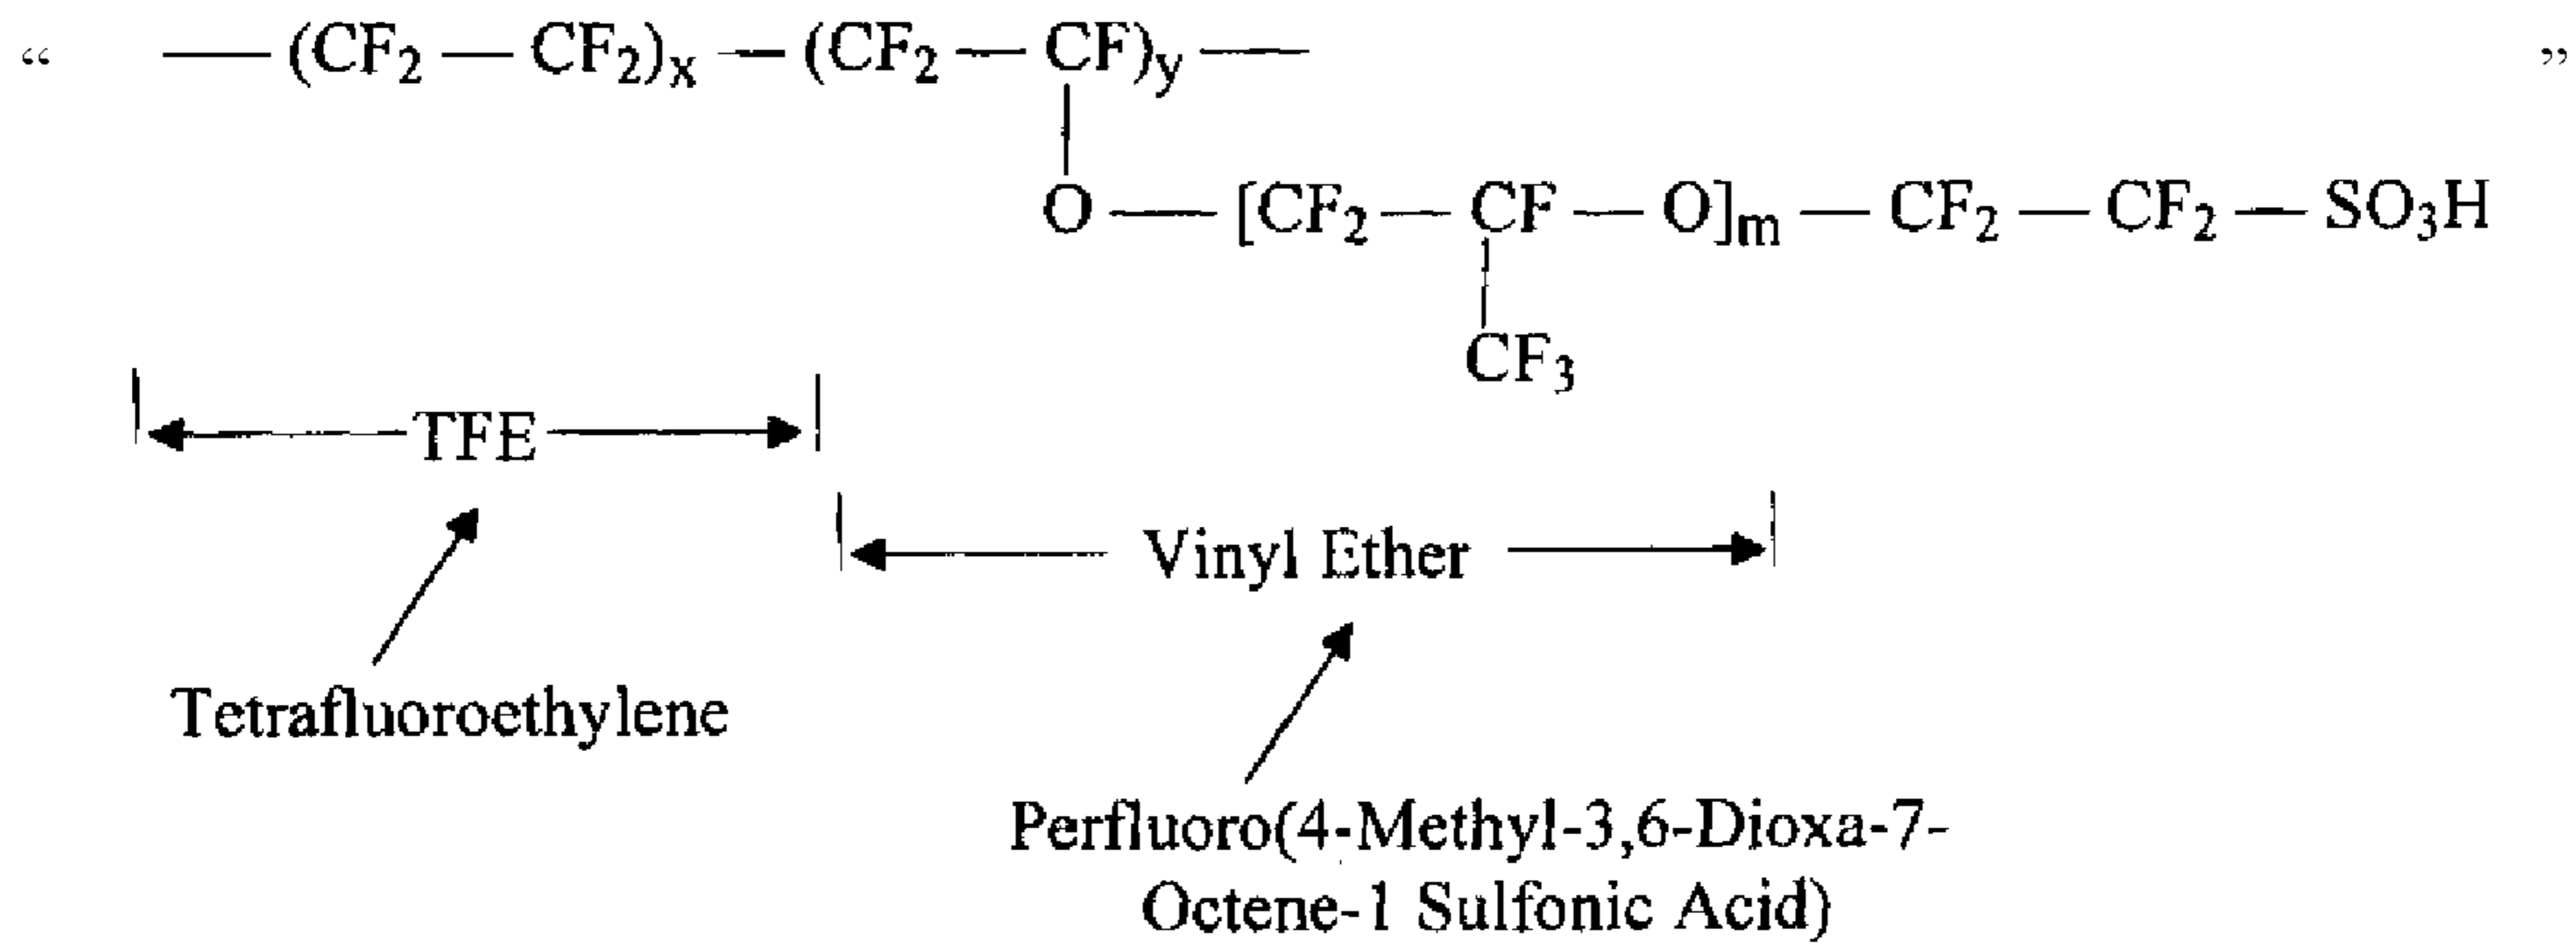 “ —(CF₂—CF₂)ₓ—(CF₂—CF)y— ”
O—[CF₂—CF—O]m—CF₂—CF₂—SO₃H
CF₃
TFE
Vinyl Ether
Tetrafluoroethylene
Perfluoro(4-Methyl-3,6-Dioxa-7-
Octene-1 Sulfonic Acid)